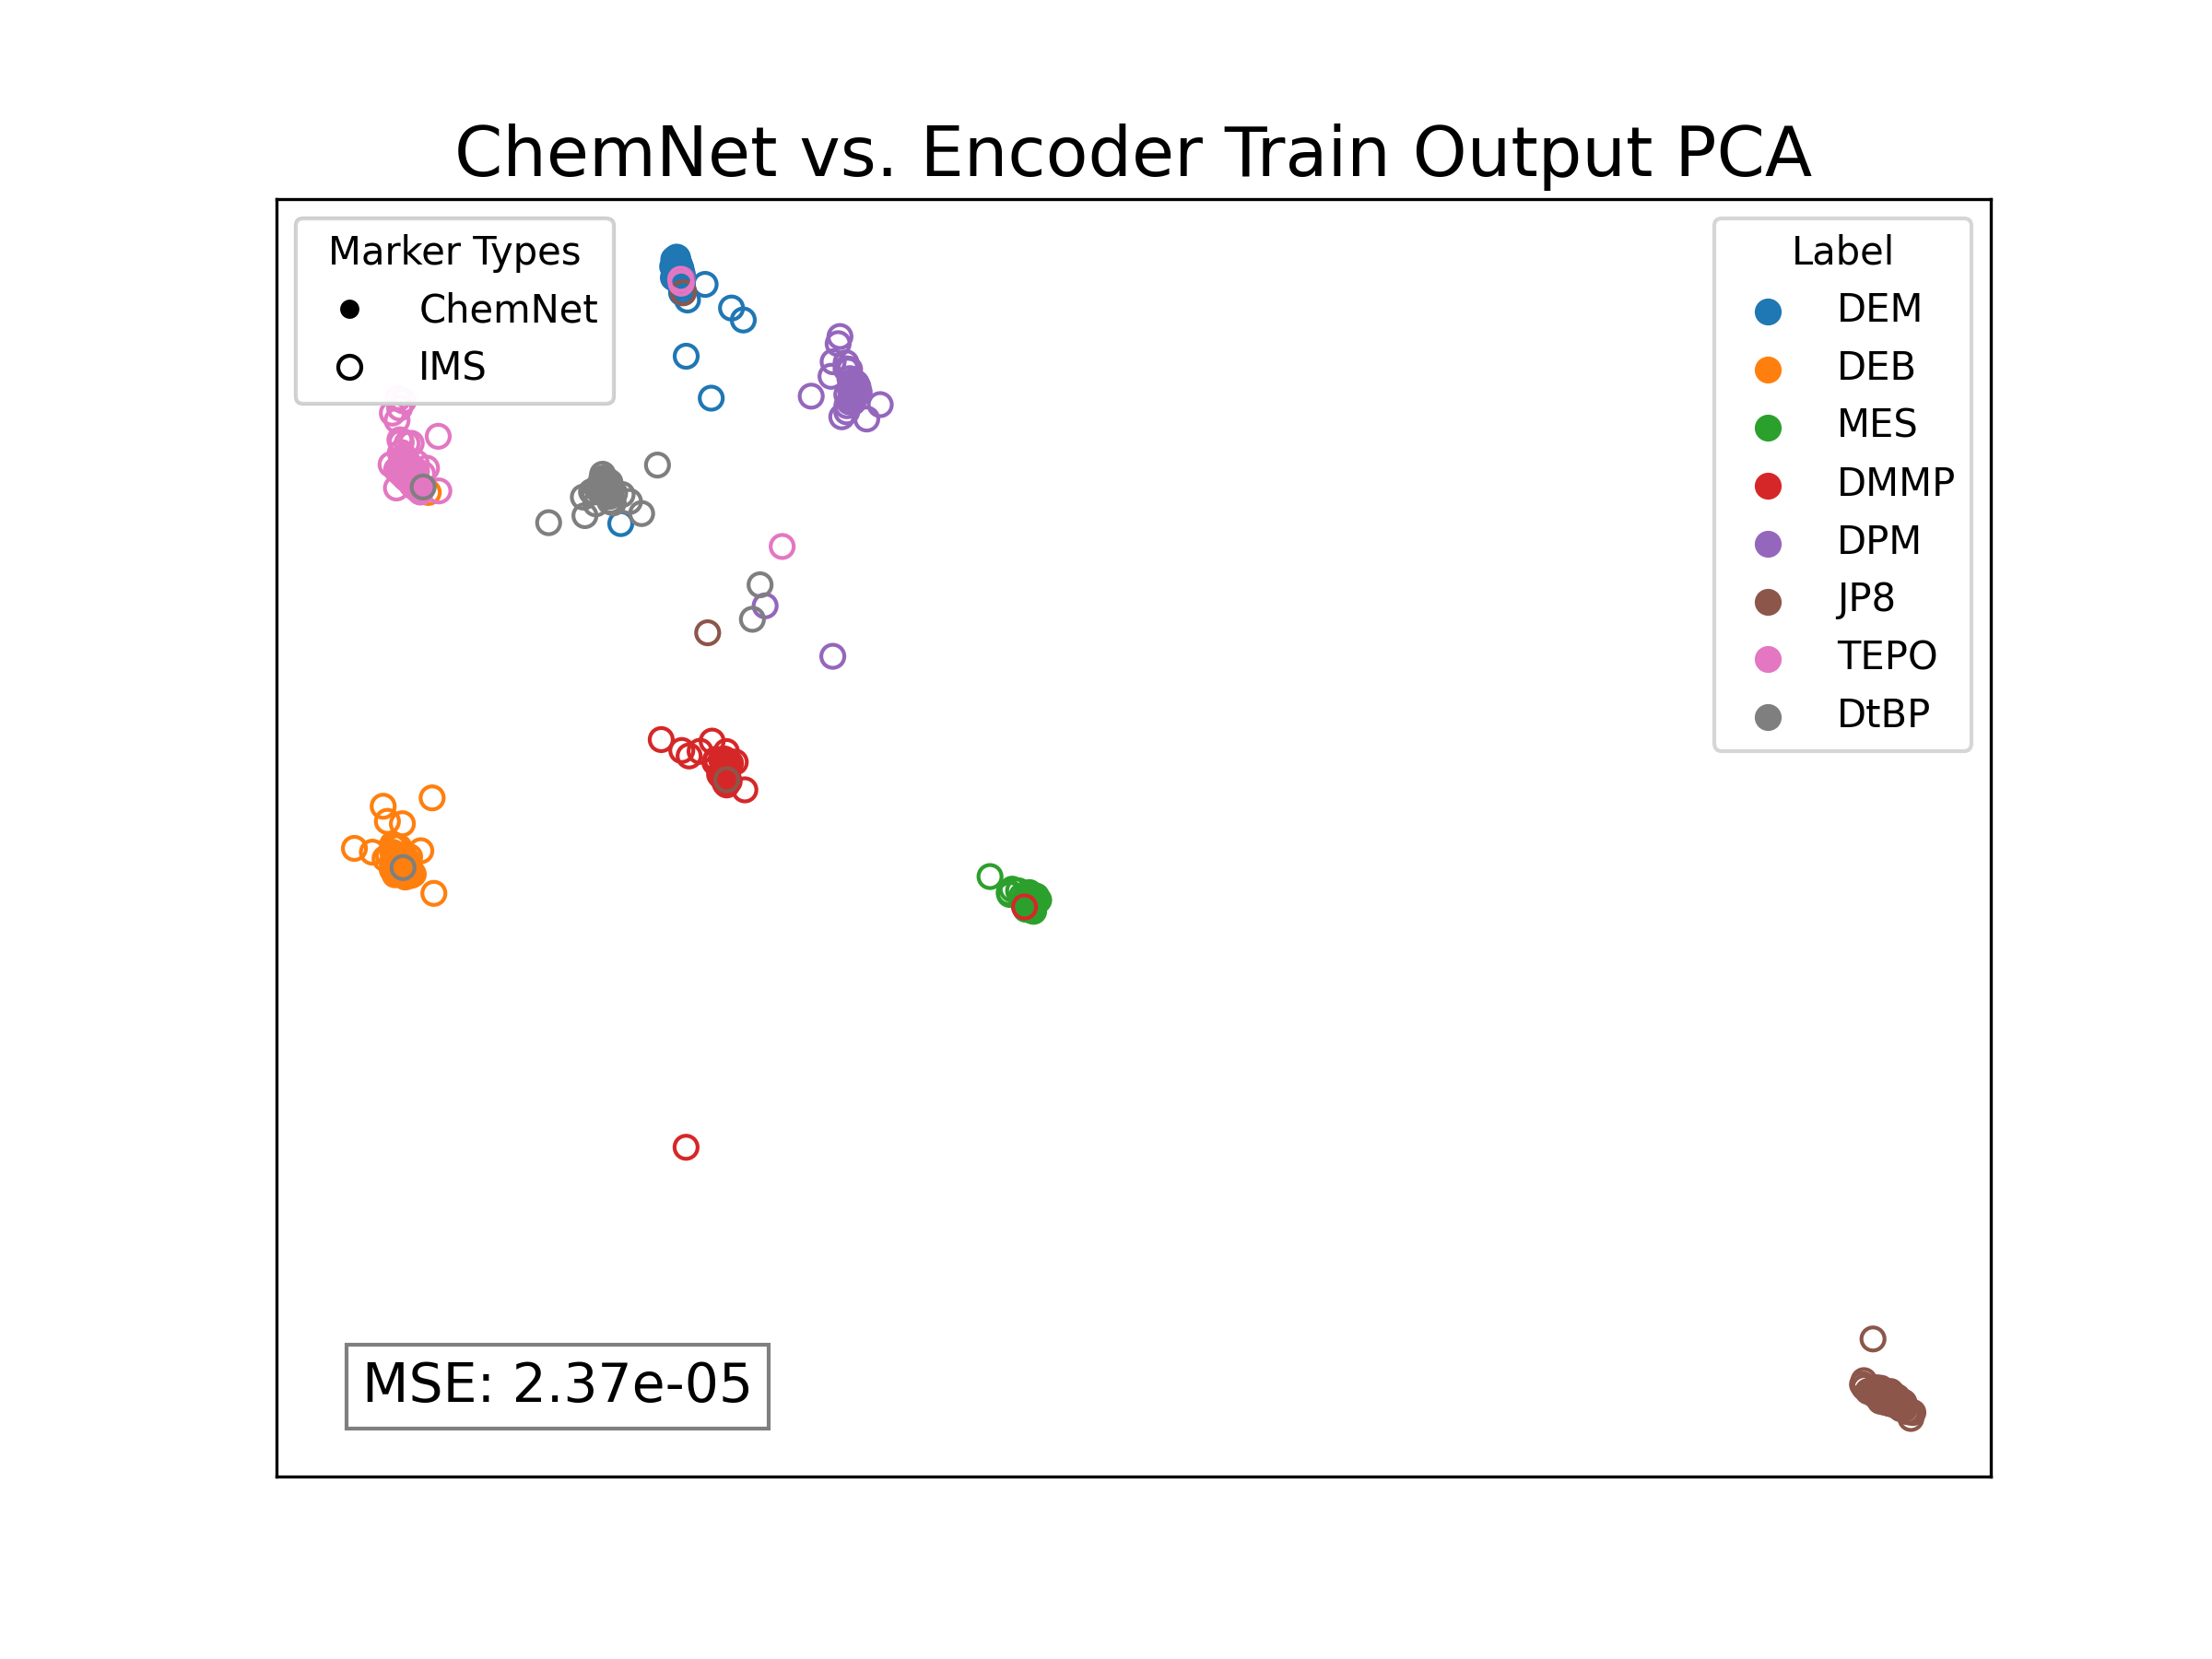 ChemNet vs. Encoder Train Output PCA
Marker Types
ChemNet
IMS
Label
DEM
DEB
MES
DMMP
DPM
JP8
TEPO
DtBP
MSE: 2.37e-05